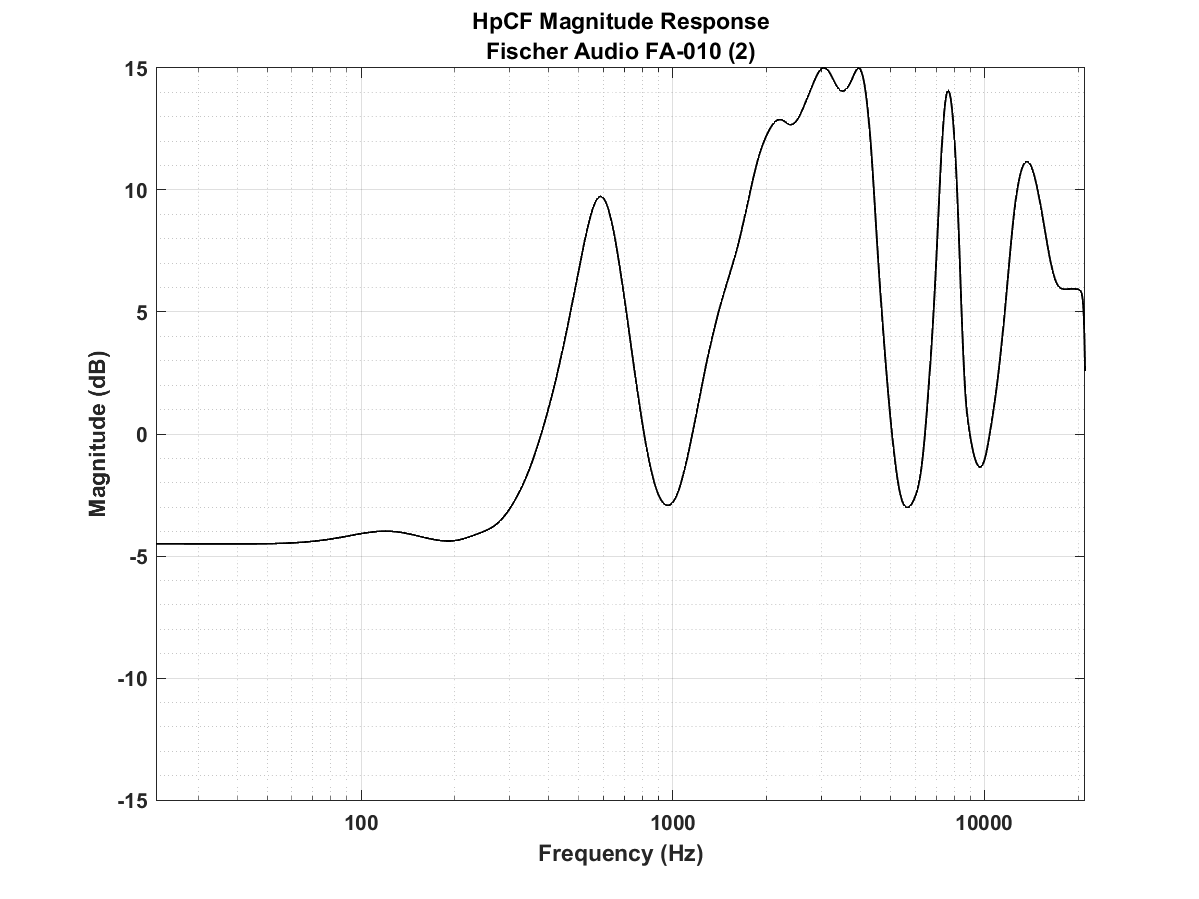 HpCF Magnitude Response
Fischer Audio FA-010 (2)
15
10
5
0
-5
-10
-15
Magnitude (dB)
100
1000
10000
Frequency (Hz)